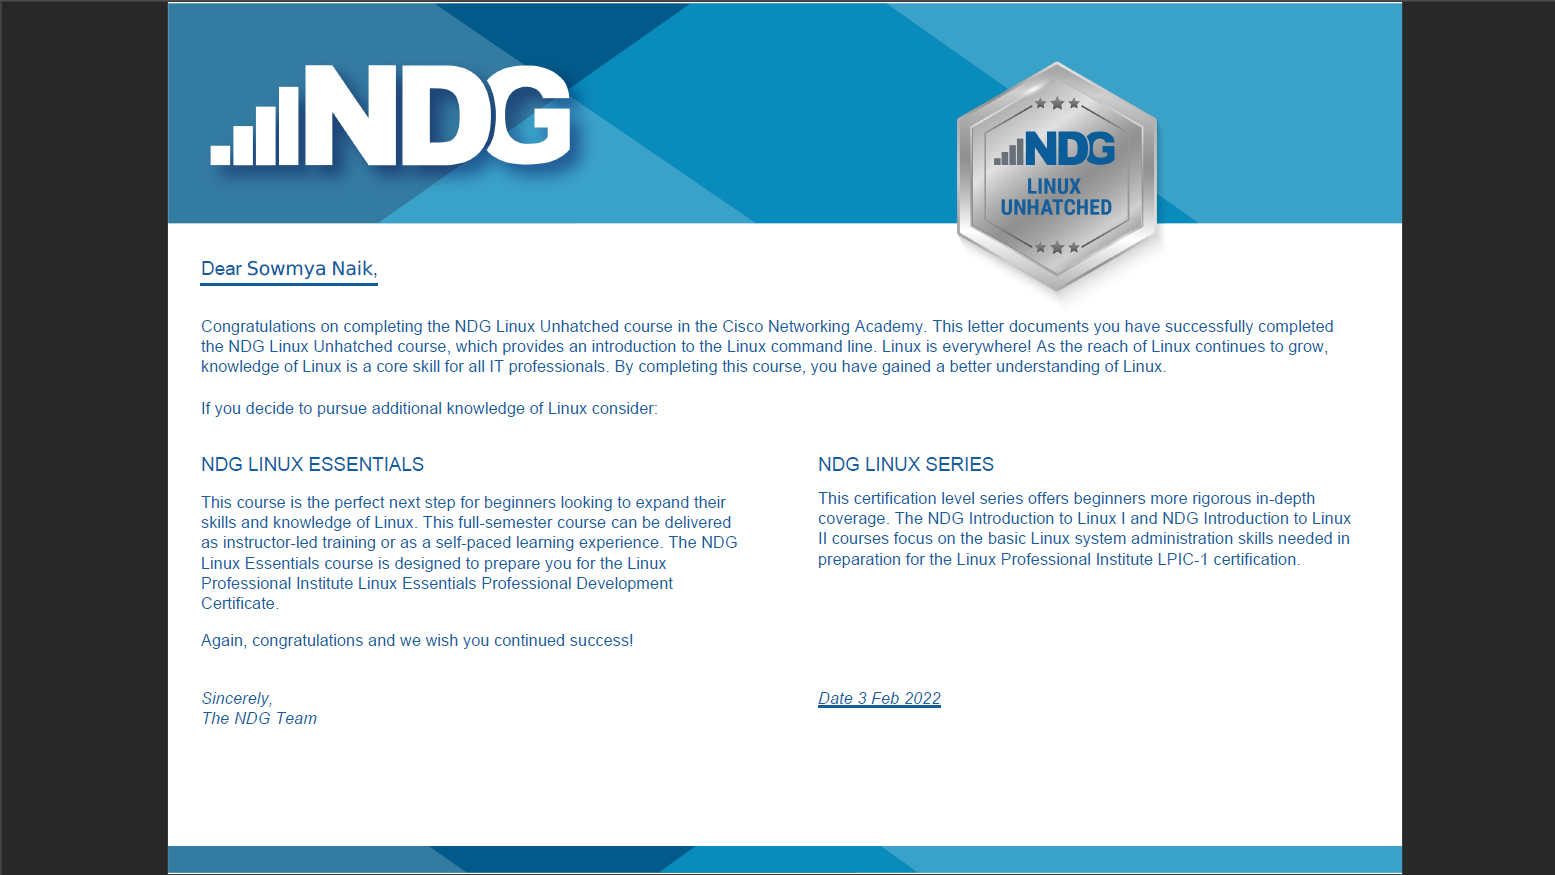 NDG
NDG
LINUX
UNHATCHED
Dear Sowmya Naik,
Congratulations on completing the NDG Linux Unhatched course in the Cisco Networking Academy. This letter documents you have successfully completed
the NDG Linux Unhatched course, which provides an introduction to the Linux command line. Linux is everywhere! As the reach of Linux continues to grow,
knowledge of Linux is a core skill for all IT professionals. By completing this course, you have gained a better understanding of Linux.
If you decide to pursue additional knowledge of Linux consider:
NDG LINUX ESSENTIALS
This course is the perfect next step for beginners looking to expand their
skills and knowledge of Linux. This full-semester course can be delivered
as instructor-led training or as a self-paced learning experience. The NDG
Linux Essentials course is designed to prepare you for the Linux
Professional Institute Linux Essentials Professional Development
Certificate.
NDG LINUX SERIES
This certification level series offers beginners more rigorous in-depth
coverage. The NDG Introduction to Linux I and NDG Introduction to Linux
II courses focus on the basic Linux system administration skills needed in
preparation for the Linux Professional Institute LPIC-1 certification.
Again, congratulations and we wish you continued success!
Sincerely,
The NDG Team
Date 3 Feb 2022